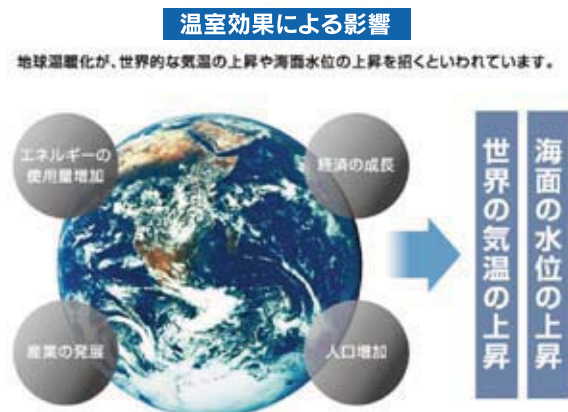 温室効果による影響
地球温暖化が、世界的な気温の上昇や海面水位の上昇を招くといわれています。
エネルギーの
使用量増加
経済の成長
産業の発展
人口増加
世界の気温の上昇
海面の水位の上昇